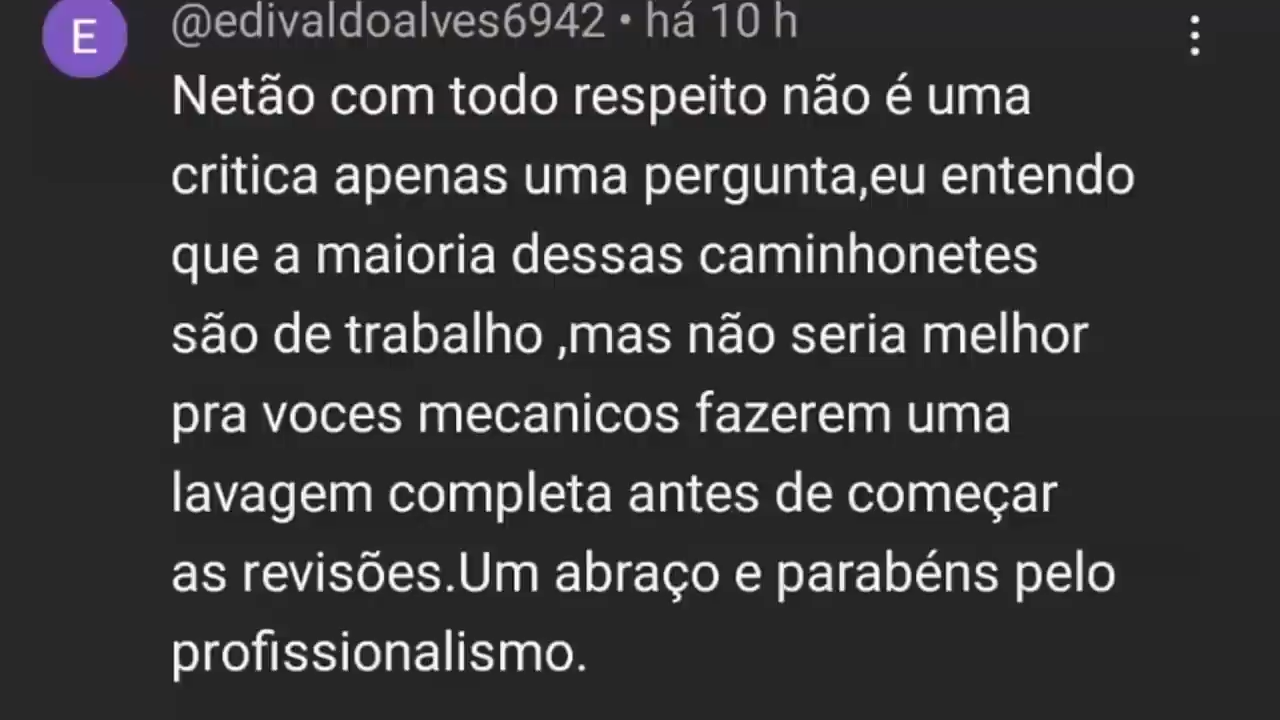 E
@edivaldoalves6942 • há 10 h
Netão com todo respeito não é uma
critica apenas uma pergunta,eu entendo
que a maioria dessas caminhonetes
são de trabalho ,mas não seria melhor
pra voces mecanicos fazerem uma
lavagem completa antes de começar
as revisões.Um abraço e parabéns pelo
profissionalismo.